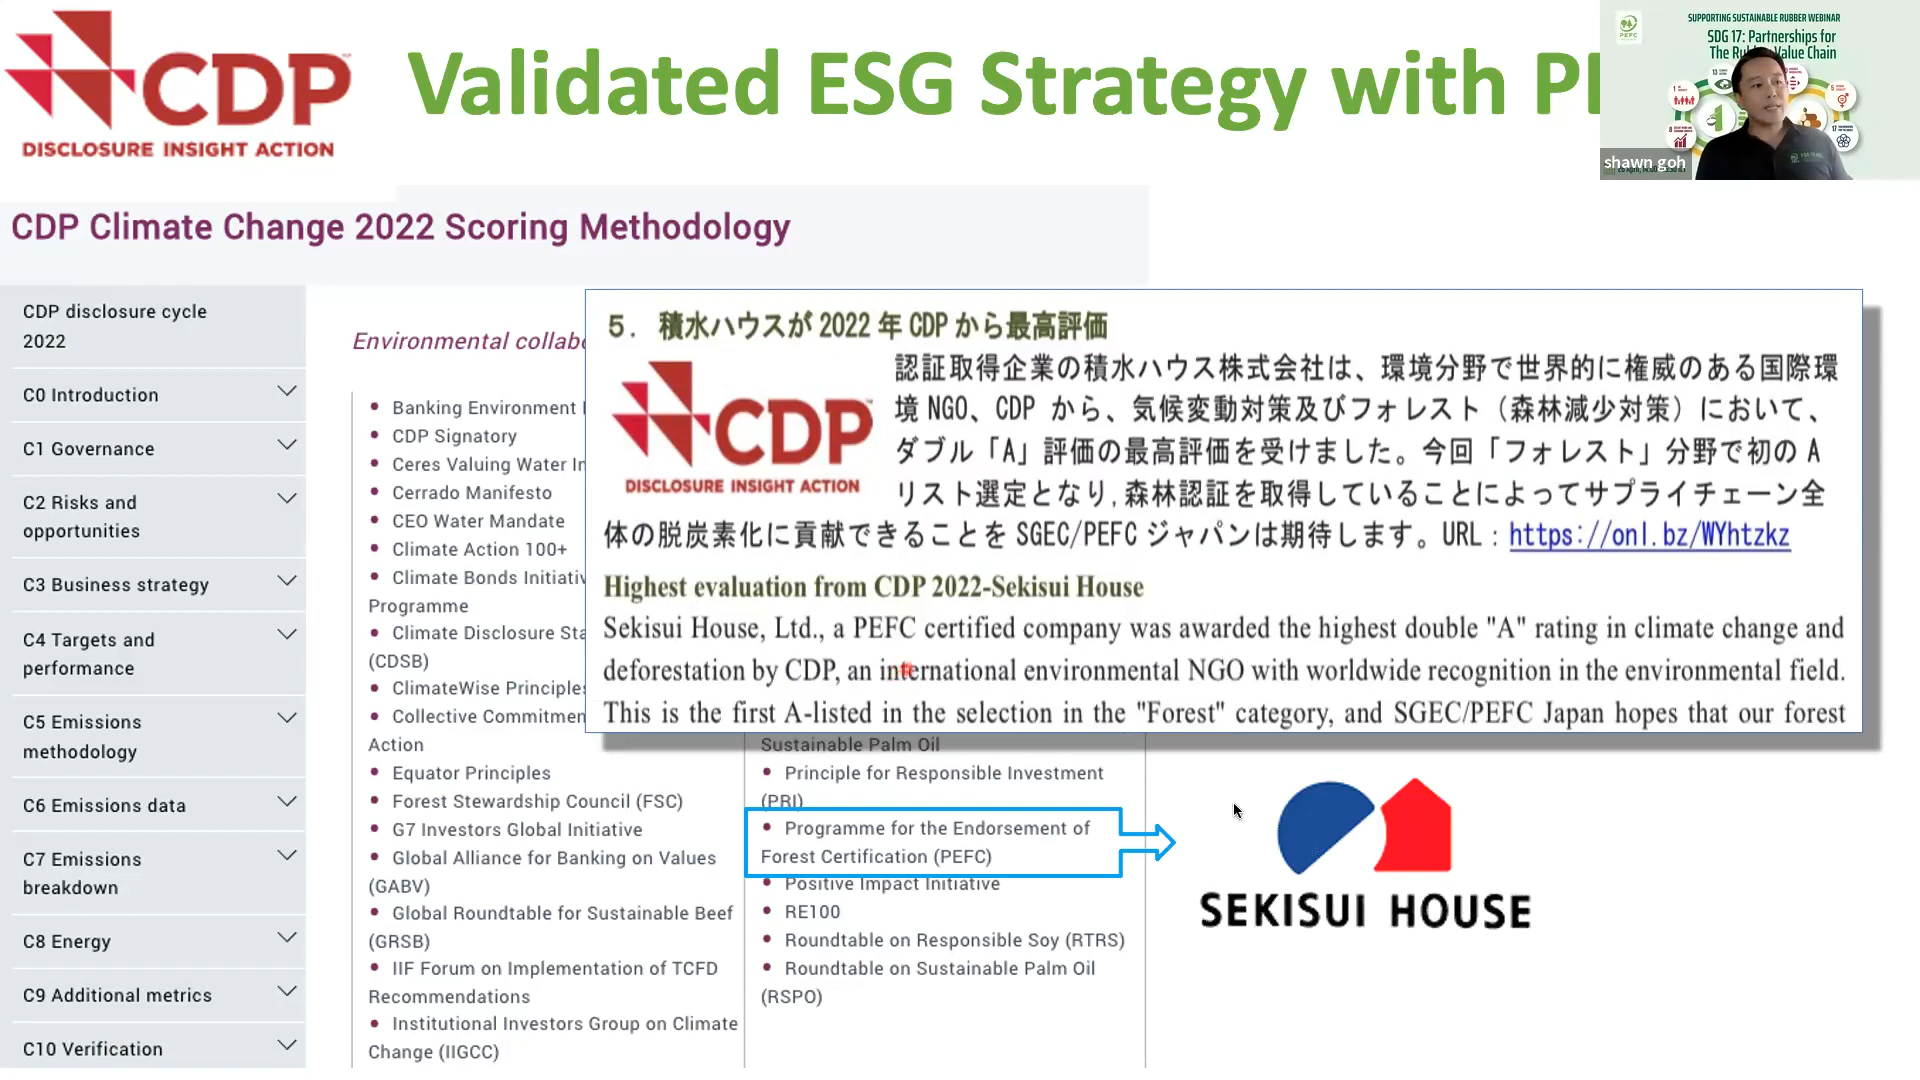 CDP
DISCLOSURE INSIGHT ACTION
Validated ESG Strategy with
SUPPORTING SUSTAINABLE RUBBER WEBINAR
SDG 17: Partnerships for
The Value Chain
PEFC
shawn goh
CDP Climate Change 2022 Scoring Methodology
CDP disclosure cycle
2022
C0 Introduction
C1 Governance
C2 Risks and
opportunities
C3 Business strategy
C4 Targets and
performance
C5 Emissions
methodology
C6 Emissions data
C7 Emissions
breakdown
C8 Energy
C9 Additional metrics
C10 Verification
Environmental
• Banking Environment
• CDP Signatory
• Ceres Valuing Water
• Cerrado Manifesto
• CEO Water Mandate
• Climate Action 100+
• Climate Bonds
Programme
• Climate Disclosure
(CDSB)
• ClimateWise Principles
• Collective
Action
• Equator Principles
• Forest Stewardship Council (FSC)
• G7 Investors Global Initiative
• Global Alliance for Banking on Values
(GABV)
• Global Roundtable for Sustainable Beef
(GRSB)
• IIF Forum on Implementation of TCFD
Recommendations
• Institutional Investors Group on Climate
Change (IIGCC)
5. 積水ハウスが 2022 年 CDP から最高評価
CDP
DISCLOSURE INSIGHT ACTION
認証取得企業の積水ハウス株式会社は、環境分野で世界的に権威のある国際環
境 NGO、CDP から、気候変動対策及びフォレスト（森林減少対策）において、
ダブル「A」評価の最高評価を受けました。今回「フォレスト」分野で初の A
リスト選定となり,森林認証を取得していることによってサプライチェーン全
体の脱炭素化に貢献できることを SGEC/PEFC ジャパンは期待します。URL : https://onl.bz/WYhtzkz
Highest evaluation from CDP 2022-Sekisui House
Sekisui House, Ltd., a PEFC certified company was awarded the highest double "A" rating in climate change and
deforestation by CDP, an international environmental NGO with worldwide recognition in the environmental field.
This is the first A-listed in the selection in the "Forest" category, and SGEC/PEFC Japan hopes that our forest
Sustainable Palm Oil
• Principle for Responsible Investment
(PRI)
• Programme for the Endorsement of
Forest Certification (PEFC)
• Positive Impact Initiative
• RE100
• Roundtable on Responsible Soy (RTRS)
• Roundtable on Sustainable Palm Oil
(RSPO)
SEKISUI HOUSE